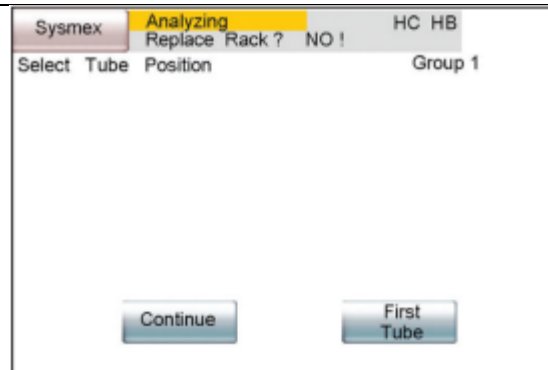 Sysmex Analyzing HC HB
Replace Rack ? NO !
Select Tube Position Group 1
Continue First
Tube